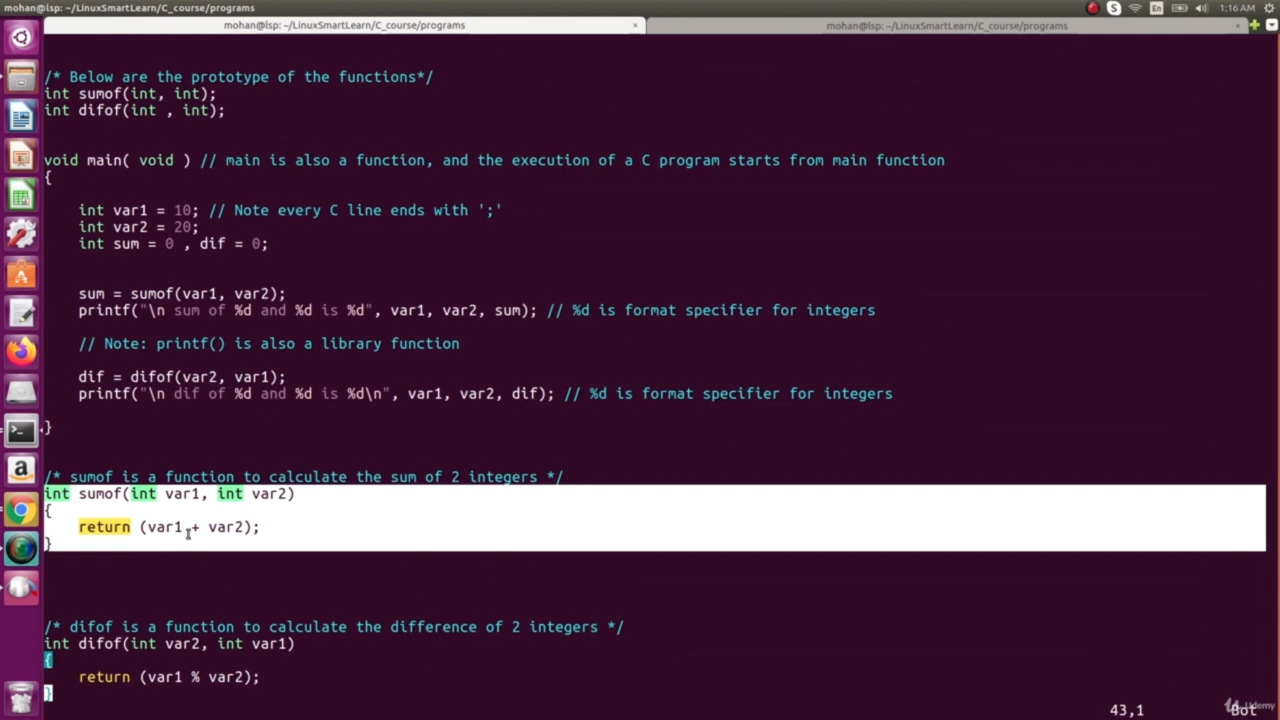 mohan@lsp: ~/LinuxSmartLearn/C_course/programs
En
1:16 AM
mohan@lsp: ~/LinuxSmartLearn/C_course/programs × mohan@lsp: ~/LinuxSmartLearn/C_course/programs ×
/* Below are the prototype of the functions*/
int sumof(int, int);
int difof(int , int);
void main( void ) // main is also a function, and the execution of a C program starts from main function
{
int var1 = 10; // Note every C line ends with ';'
int var2 = 20;
int sum = 0 , dif = 0;
sum = sumof(var1, var2);
printf("\n sum of %d and %d is %d", var1, var2, sum); // %d is format specifier for integers
// Note: printf() is also a library function
dif = difof(var2, var1);
printf("\n dif of %d and %d is %d\n", var1, var2, dif); // %d is format specifier for integers
}
/* sumof is a function to calculate the sum of 2 integers */
int sumof(int var1, int var2)
{
return (var1 + var2);
}
/* difof is a function to calculate the difference of 2 integers */
int difof(int var2, int var1)
{
return (var1 % var2);
}
43,1 Bot
Udemy